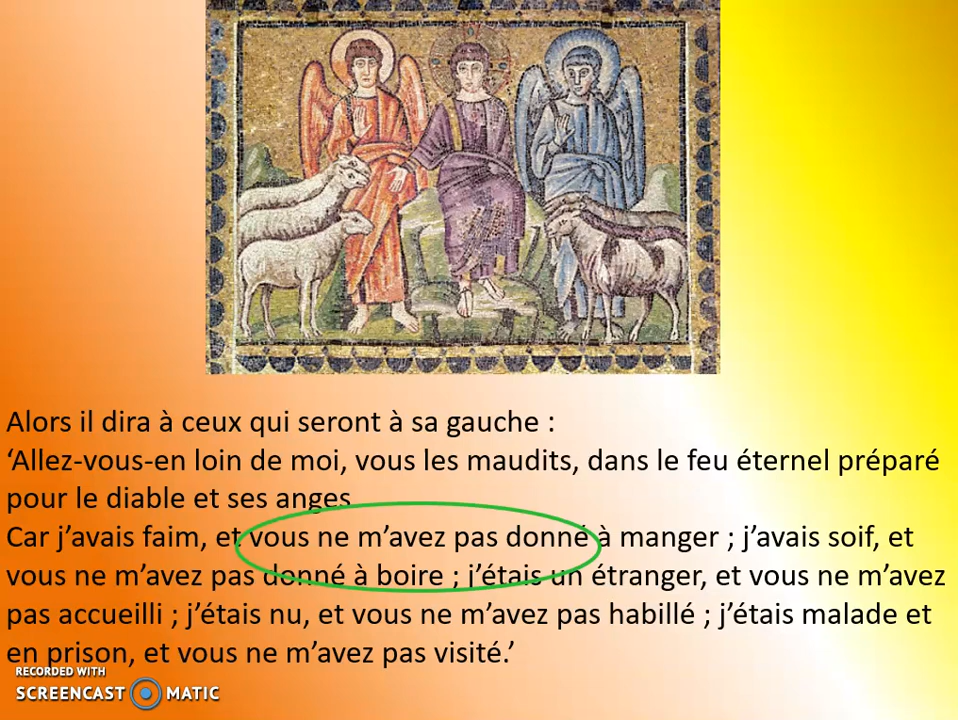 Alors il dira à ceux qui seront à sa gauche :
‘Allez-vous-en loin de moi, vous les maudits, dans le feu éternel préparé
pour le diable et ses anges.
Car j’avais faim, et vous ne m’avez pas donné à manger ; j’avais soif, et
vous ne m’avez pas donné à boire ; j’étais un étranger, et vous ne m’avez
pas accueilli ; j’étais nu, et vous ne m’avez pas habillé ; j’étais malade et
en prison, et vous ne m’avez pas visité.’
RECORDED WITH
SCREENCAST MATIC